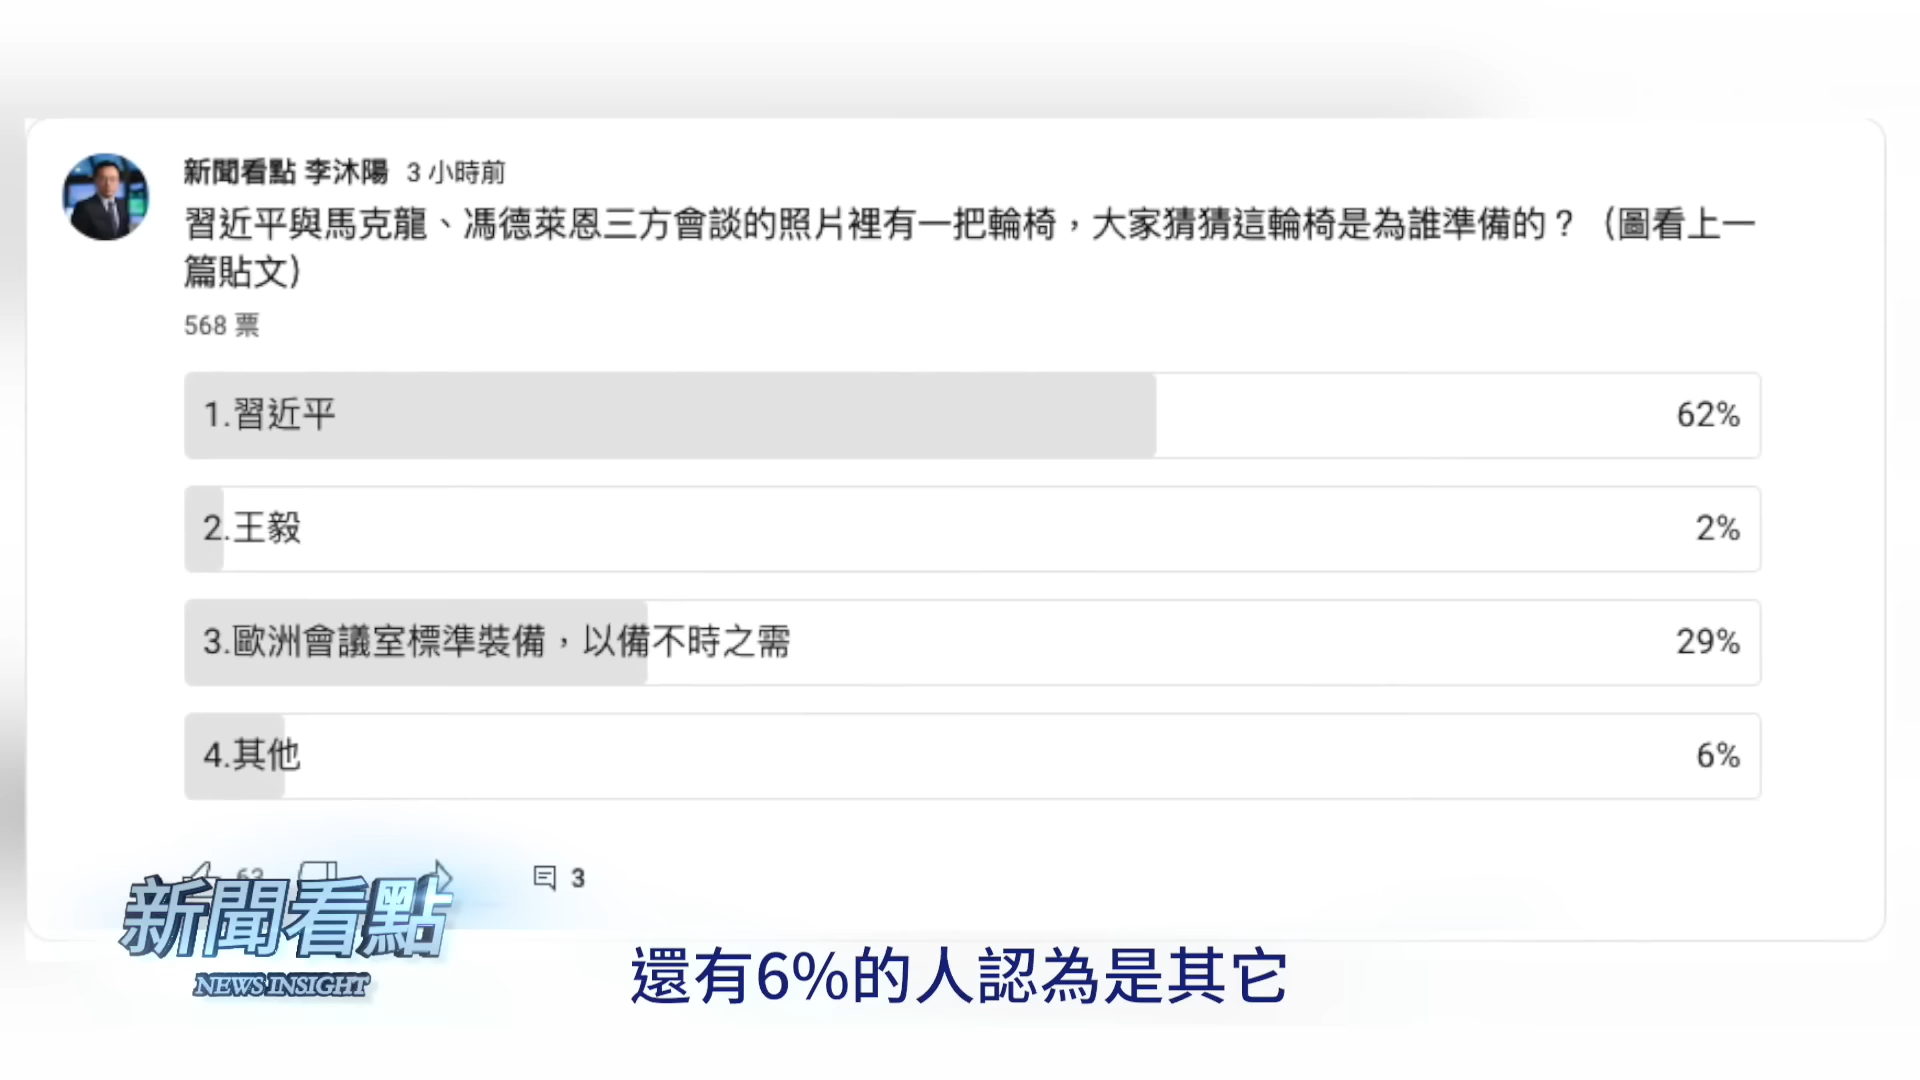 新聞看點 李沐陽 3 小時前
習近平與馬克龍、馮德萊恩三方會談的照片裡有一把輪椅，大家猜猜這輪椅是為誰準備的？（圖看上一
篇貼文）
568 票
1.習近平 62%
2.王毅 2%
3.歐洲會議室標準裝備，以備不時之需 29%
4.其他 6%
63 3
新聞看點
NEWS INSIGHT
還有6%的人認為是其它